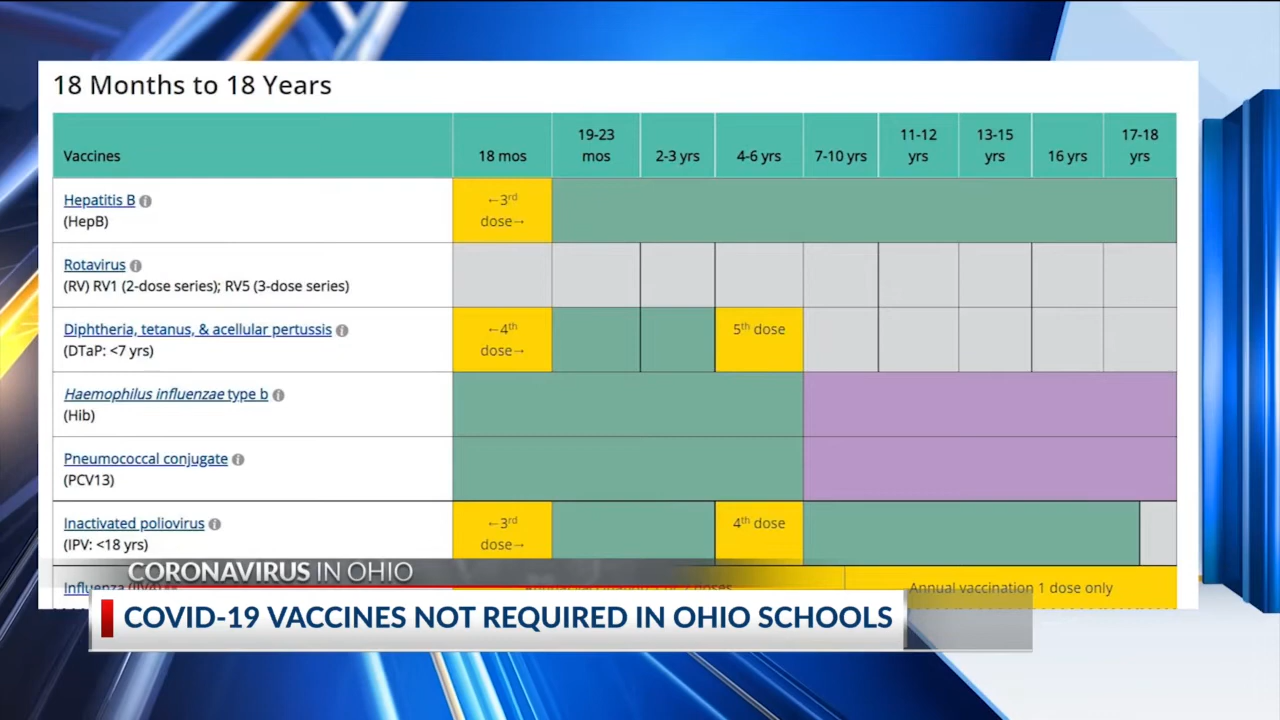 18 Months to 18 Years
Vaccines
18 mos
19-23
mos
2-3 yrs
4-6 yrs
7-10 yrs
11-12
yrs
13-15
yrs
16 yrs
17-18
yrs
Hepatitis B
(HepB)
←3rd
dose→
Rotavirus
(RV) RV1 (2-dose series); RV5 (3-dose series)
Diphtheria, tetanus, & acellular pertussis
(DTaP: <7 yrs)
←4th
dose→
5th dose
Haemophilus influenzae type b
(Hib)
Pneumococcal conjugate
(PCV13)
Inactivated poliovirus
(IPV: <18 yrs)
←3rd
dose→
4th dose
Influenza
Annual vaccination 1 dose only
CORONAVIRUS IN OHIO
COVID-19 VACCINES NOT REQUIRED IN OHIO SCHOOLS